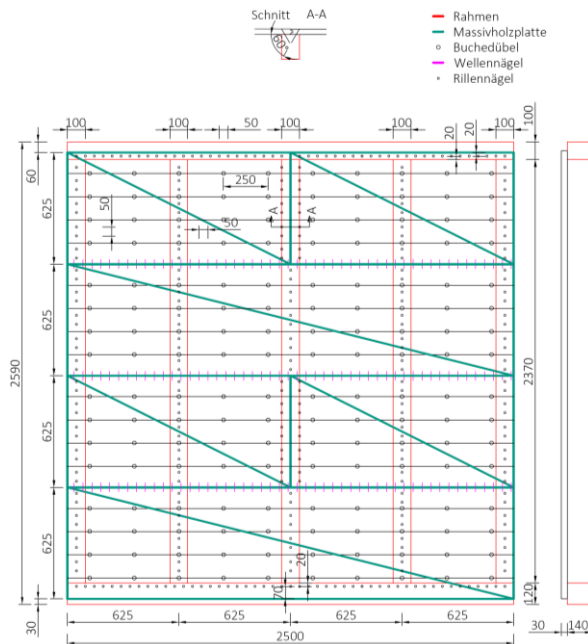 Schnitt A-A
60°
Rahmen
Massivholzplatte
Buchedübel
Wellennägel
Rillennägel
100 100 50 100 100 100
20 20 100
60
625 50 250 A A
50
625
2590 2370
625
625
20
70
30 120
625 625 625 625
2500
30 140